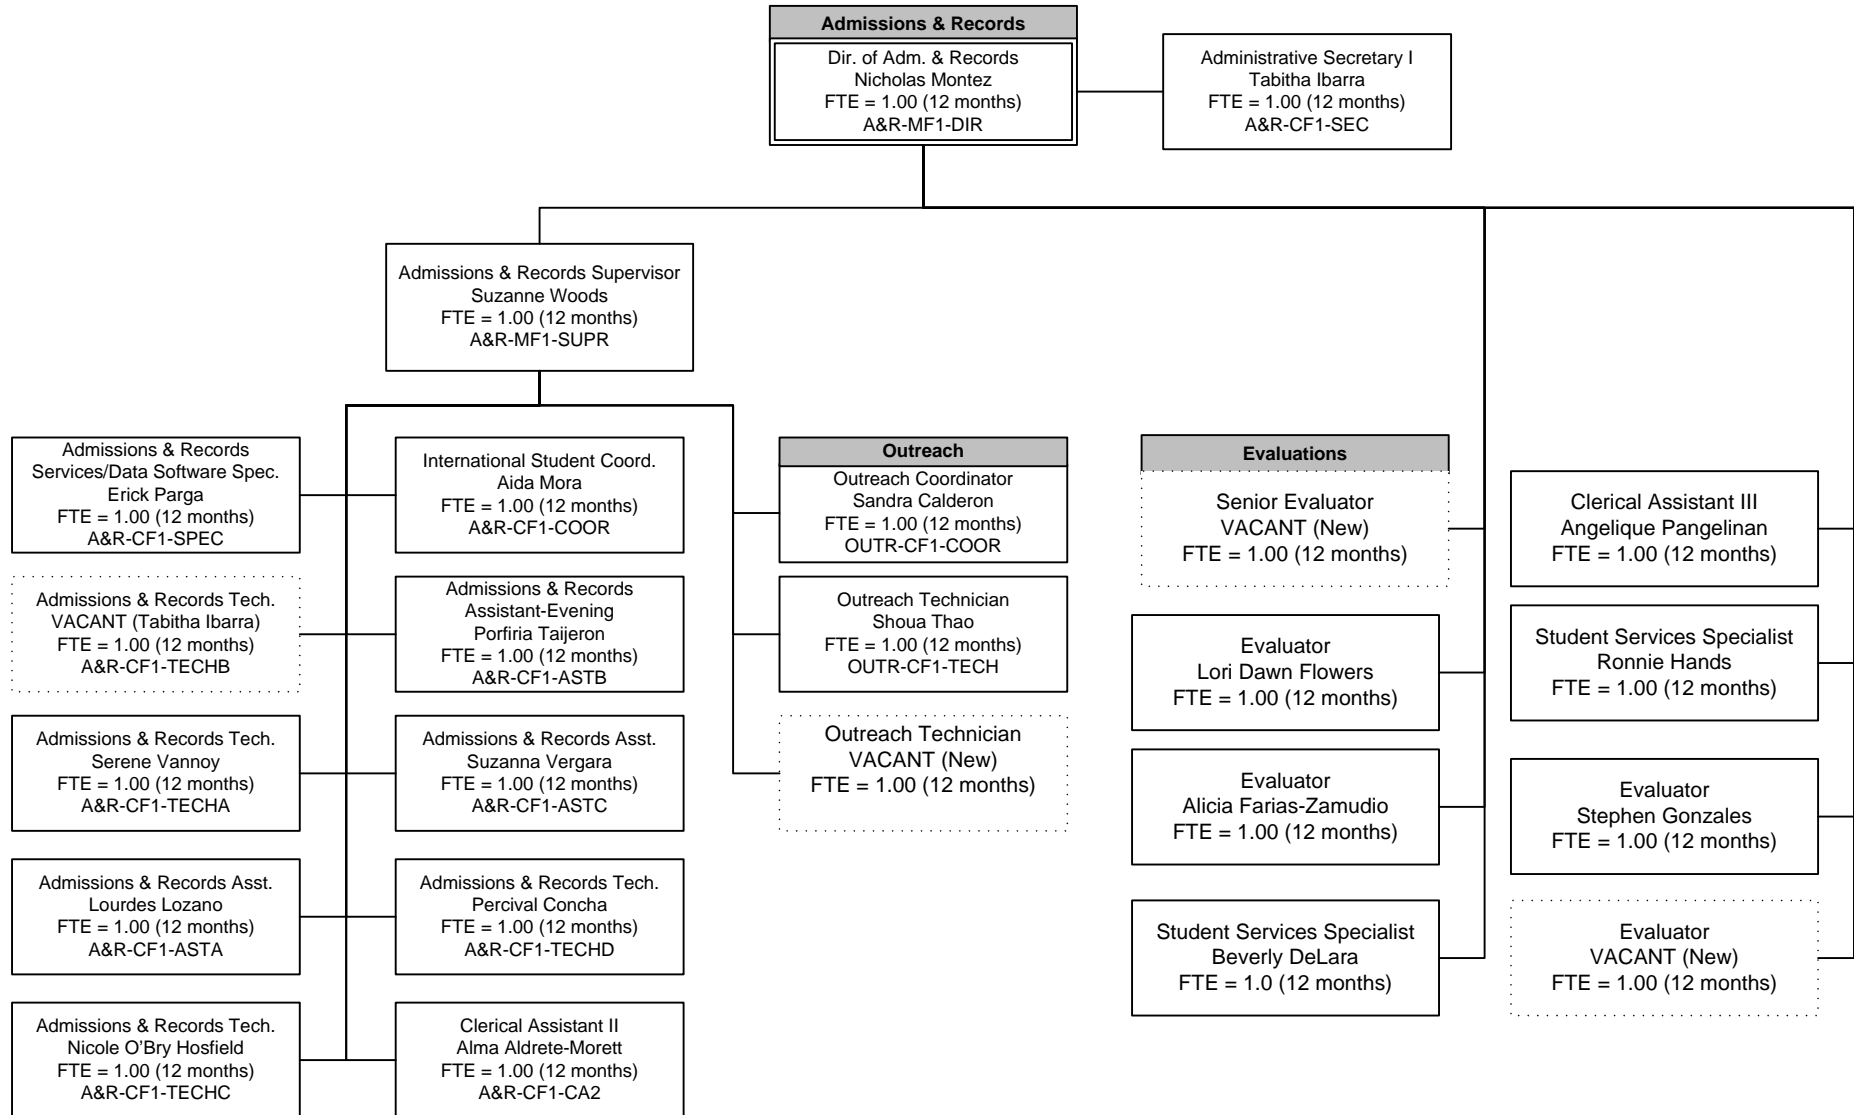 Admissions & Records
Dir. of Adm. & Records
Nicholas Montez
FTE = 1.00 (12 months)
A&R-MF1-DIR
Administrative Secretary I
Tabitha Ibarra
FTE = 1.00 (12 months)
A&R-CF1-SEC
Admissions & Records Supervisor
Suzanne Woods
FTE = 1.00 (12 months)
A&R-MF1-SUPR
Admissions & Records
Services/Data Software Spec.
Erick Parga
FTE = 1.00 (12 months)
A&R-CF1-SPEC
Admissions & Records Tech.
VACANT (Tabitha Ibarra)
FTE = 1.00 (12 months)
A&R-CF1-TECHB
Admissions & Records Tech.
Serene Vannoy
FTE = 1.00 (12 months)
A&R-CF1-TECHA
Admissions & Records Asst.
Lourdes Lozano
FTE = 1.00 (12 months)
A&R-CF1-ASTA
Admissions & Records Tech.
Nicole O'Bry Hosfield
FTE = 1.00 (12 months)
A&R-CF1-TECHC
International Student Coord.
Aida Mora
FTE = 1.00 (12 months)
A&R-CF1-COOR
Admissions & Records
Assistant-Evening
Porfiria Taijeron
FTE = 1.00 (12 months)
A&R-CF1-ASTB
Admissions & Records Asst.
Suzanna Vergara
FTE = 1.00 (12 months)
A&R-CF1-ASTC
Admissions & Records Tech.
Percival Concha
FTE = 1.00 (12 months)
A&R-CF1-TECHD
Clerical Assistant II
Alma Aldrete-Morett
FTE = 1.00 (12 months)
A&R-CF1-CA2
Outreach
Outreach Coordinator
Sandra Calderon
FTE = 1.00 (12 months)
OUTR-CF1-COOR
Outreach Technician
Shoua Thao
FTE = 1.00 (12 months)
OUTR-CF1-TECH
Outreach Technician
VACANT (New)
FTE = 1.00 (12 months)
Evaluations
Senior Evaluator
VACANT (New)
FTE = 1.00 (12 months)
Evaluator
Lori Dawn Flowers
FTE = 1.00 (12 months)
Evaluator
Alicia Farias-Zamudio
FTE = 1.00 (12 months)
Student Services Specialist
Beverly DeLara
FTE = 1.0 (12 months)
Clerical Assistant III
Angelique Pangelinan
FTE = 1.00 (12 months)
Student Services Specialist
Ronnie Hands
FTE = 1.00 (12 months)
Evaluator
Stephen Gonzales
FTE = 1.00 (12 months)
Evaluator
VACANT (New)
FTE = 1.00 (12 months)